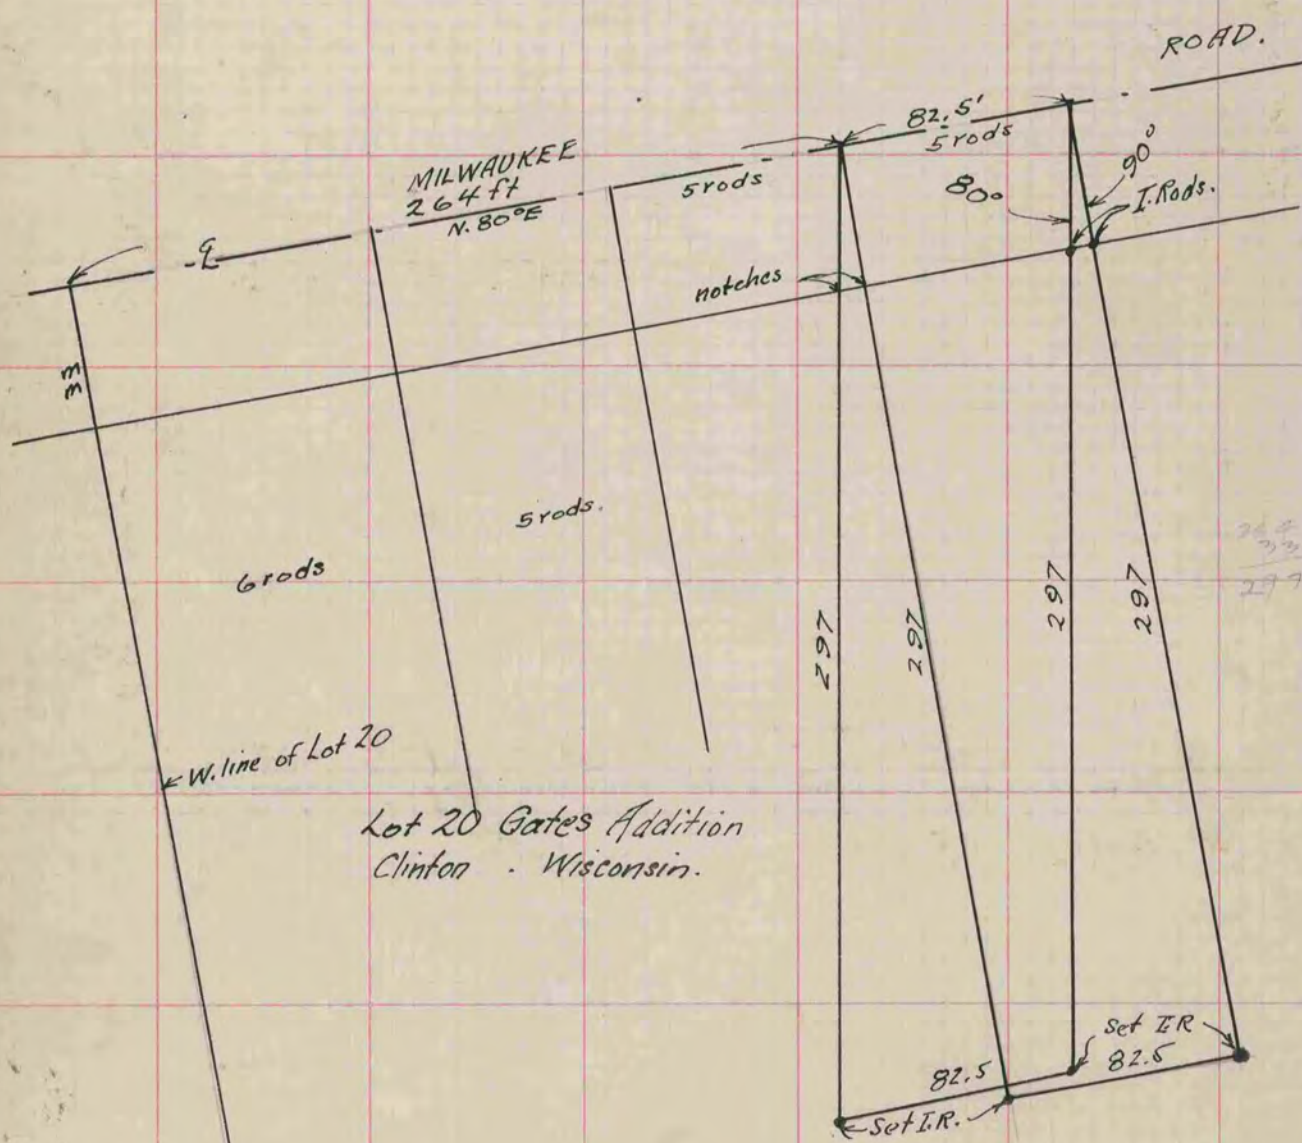 ROAD.
82.5'
5 rods
MILWAUKEE
264 ft
N. 80°E
5 rods
90°
80°
I. Rods.
℄
notches
33
5 rods.
6 rods
297
297
297
297
W. line of Lot 20
Lot 20 Gates Addition
Clinton . Wisconsin.
Set I.R
82.5
82.5
Set I.R.